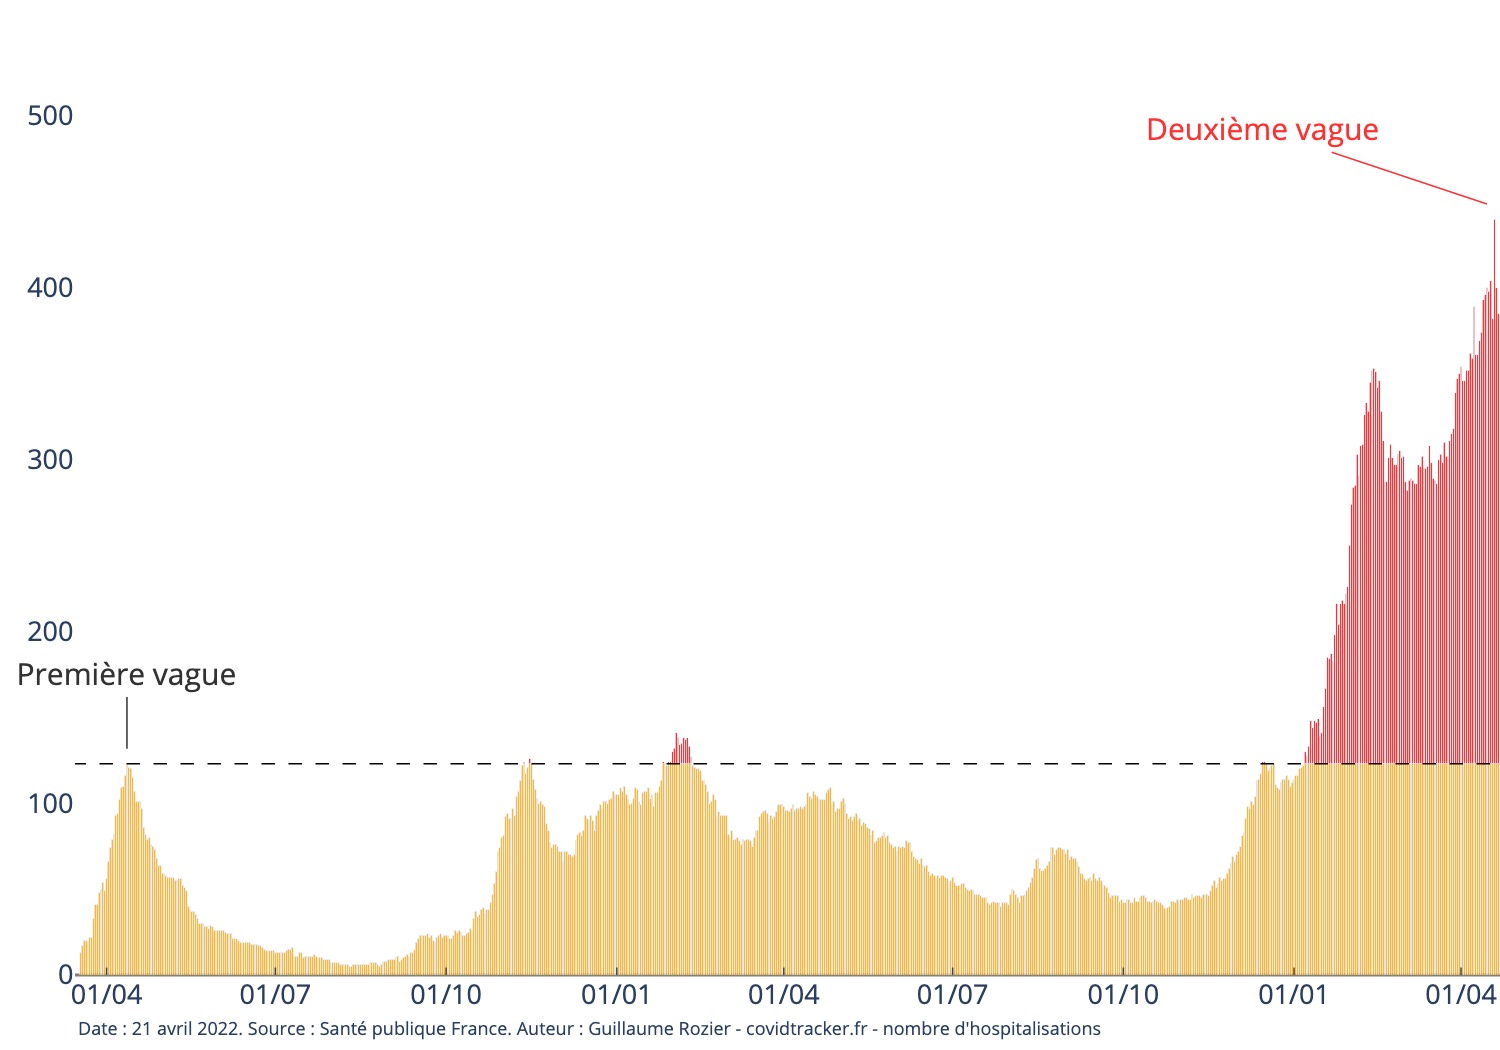 500
Deuxième vague
400
300
200
Première vague
100
0
01/04 01/07 01/10 01/01 01/04 01/07 01/10 01/01 01/04
Date : 21 avril 2022. Source : Santé publique France. Auteur : Guillaume Rozier - covidtracker.fr - nombre d'hospitalisations